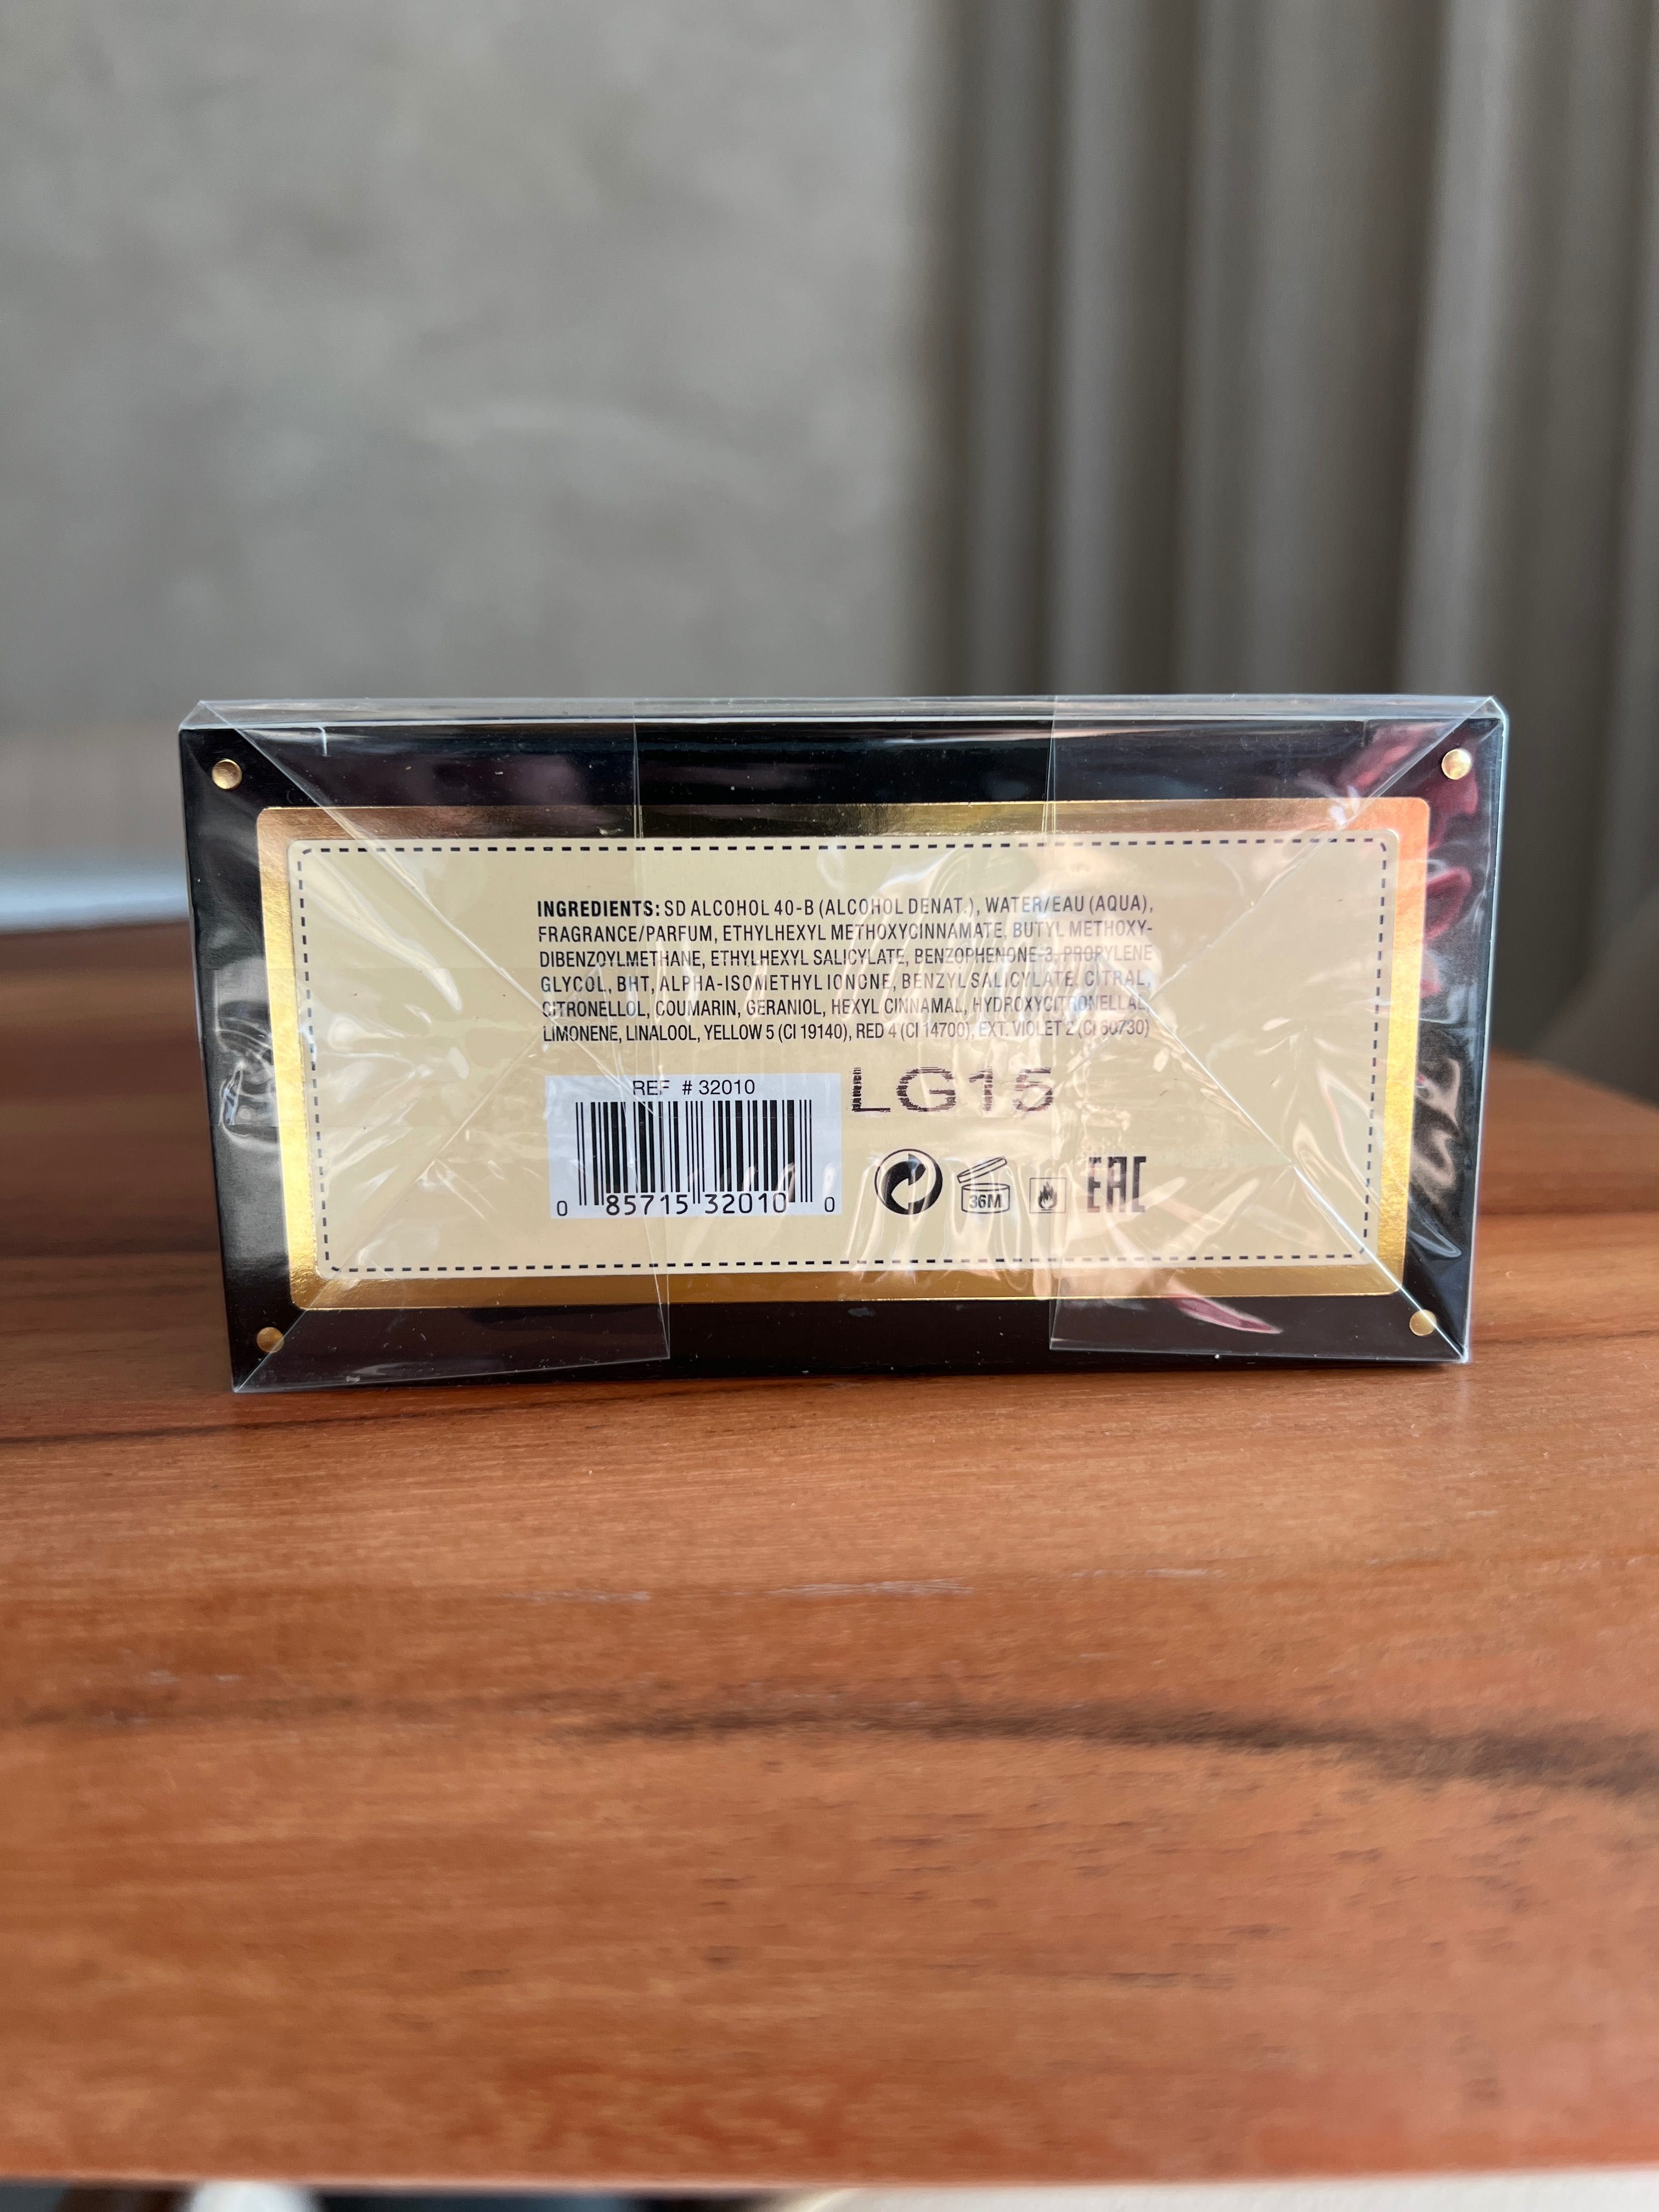 INGREDIENTS: SD ALCOHOL 40-B (ALCOHOL DENAT.), WATER/EAU (AQUA),
FRAGRANCE/PARFUM, ETHYLHEXYL METHOXYCINNAMATE, BUTYL METHOXY-
DIBENZOYLMETHANE, ETHYLHEXYL SALICYLATE, BENZOPHENONE-3, PROPYLENE
GLYCOL, BHT, ALPHA-ISOMETHYL IONONE, BENZYL SALICYLATE, CITRAL,
CITRONELLOL, COUMARIN, GERANIOL, HEXYL CINNAMAL, HYDROXYCITRONELLAL,
LIMONENE, LINALOOL, YELLOW 5 (CI 19140), RED 4 (CI 14700), EXT. VIOLET 2 (CI 60730)
REF # 32010
LG15
0 85715 32010 0
36M
EAC